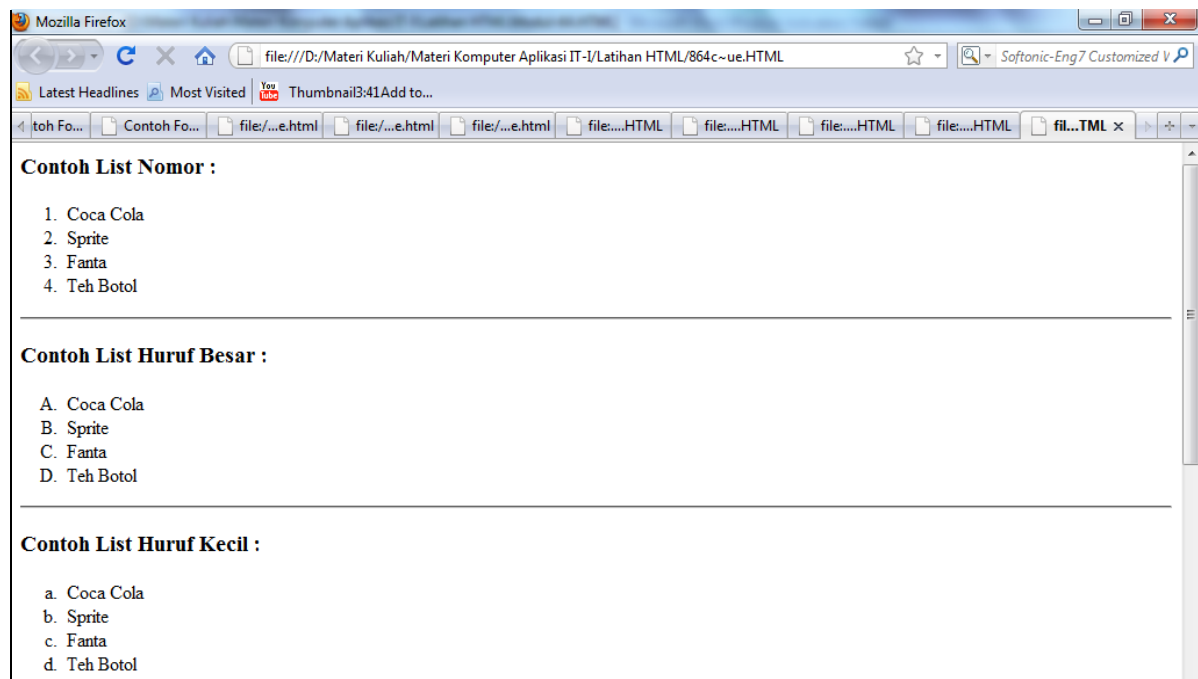 Mozilla Firefox
file:///D:/Materi Kuliah/Materi Komputer Aplikasi IT-I/Latihan HTML/864c~ue.HTML
Softonic-Eng7 Customized V
Latest Headlines Most Visited You Tube Thumbnail3:41Add to...
toh Fo... Contoh Fo... file:/...e.html file:/...e.html file:/...e.html file:....HTML file:....HTML file:....HTML file:....HTML fil...TML
Contoh List Nomor :
1. Coca Cola
2. Sprite
3. Fanta
4. Teh Botol
Contoh List Huruf Besar :
A. Coca Cola
B. Sprite
C. Fanta
D. Teh Botol
Contoh List Huruf Kecil :
a. Coca Cola
b. Sprite
c. Fanta
d. Teh Botol